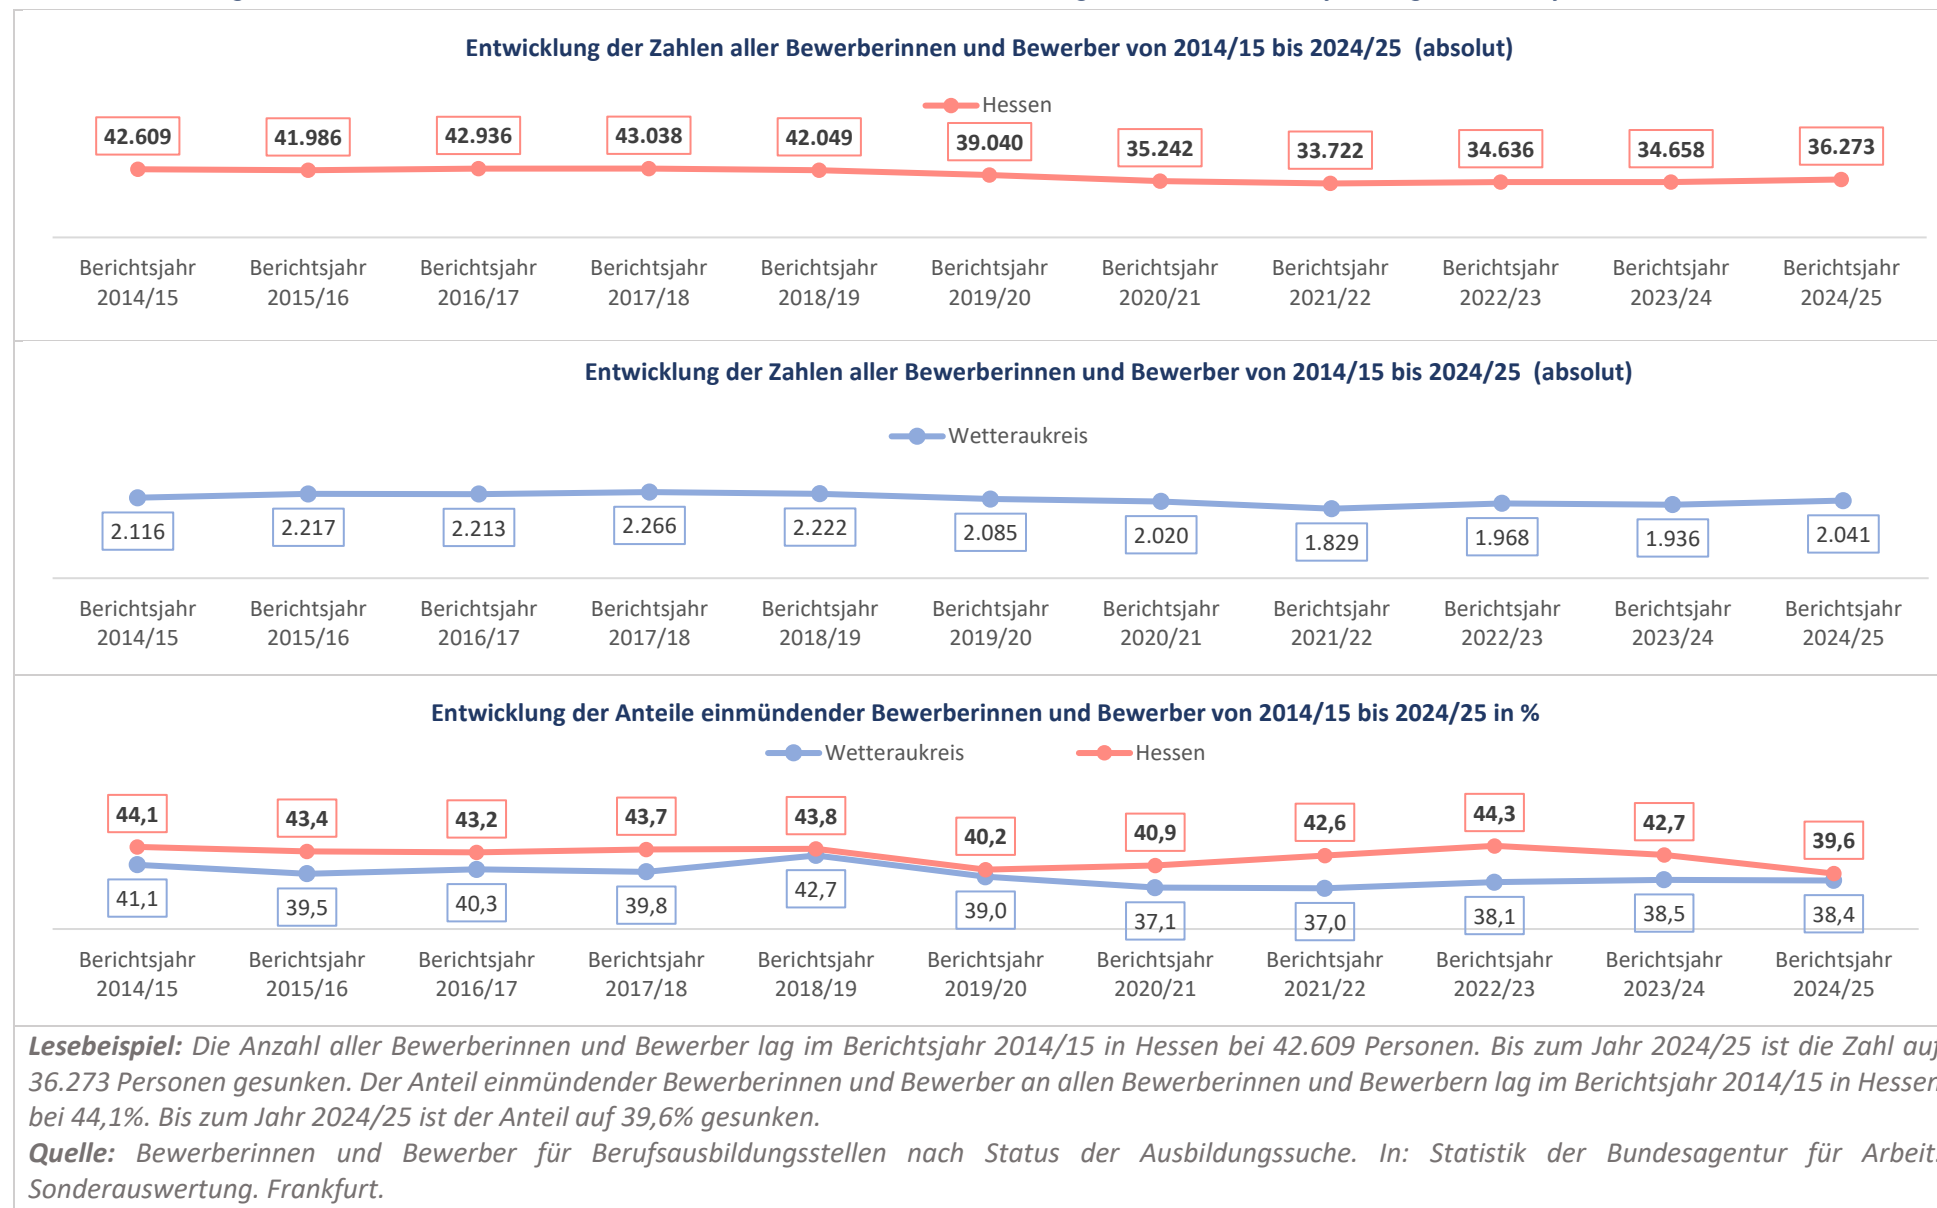 Entwicklung der Zahlen aller Bewerberinnen und Bewerber von 2014/15 bis 2024/25 (absolut)
Hessen
42.609 41.986 42.936 43.038 42.049 39.040 35.242 33.722 34.636 34.658 36.273
Berichtsjahr Berichtsjahr Berichtsjahr Berichtsjahr Berichtsjahr Berichtsjahr Berichtsjahr Berichtsjahr Berichtsjahr Berichtsjahr Berichtsjahr
2014/15 2015/16 2016/17 2017/18 2018/19 2019/20 2020/21 2021/22 2022/23 2023/24 2024/25
Entwicklung der Zahlen aller Bewerberinnen und Bewerber von 2014/15 bis 2024/25 (absolut)
Wetteraukreis
2.116 2.217 2.213 2.266 2.222 2.085 2.020 1.829 1.968 1.936 2.041
Berichtsjahr Berichtsjahr Berichtsjahr Berichtsjahr Berichtsjahr Berichtsjahr Berichtsjahr Berichtsjahr Berichtsjahr Berichtsjahr Berichtsjahr
2014/15 2015/16 2016/17 2017/18 2018/19 2019/20 2020/21 2021/22 2022/23 2023/24 2024/25
Entwicklung der Anteile einmündender Bewerberinnen und Bewerber von 2014/15 bis 2024/25 in %
Wetteraukreis Hessen
44,1 43,4 43,2 43,7 43,8 40,2 40,9 42,6 44,3 42,7 39,6
41,1 39,5 40,3 39,8 42,7 39,0 37,1 37,0 38,1 38,5 38,4
Berichtsjahr Berichtsjahr Berichtsjahr Berichtsjahr Berichtsjahr Berichtsjahr Berichtsjahr Berichtsjahr Berichtsjahr Berichtsjahr Berichtsjahr
2014/15 2015/16 2016/17 2017/18 2018/19 2019/20 2020/21 2021/22 2022/23 2023/24 2024/25
Lesebeispiel: Die Anzahl aller Bewerberinnen und Bewerber lag im Berichtsjahr 2014/15 in Hessen bei 42.609 Personen. Bis zum Jahr 2024/25 ist die Zahl auf
36.273 Personen gesunken. Der Anteil einmündender Bewerberinnen und Bewerber an allen Bewerberinnen und Bewerbern lag im Berichtsjahr 2014/15 in Hessen
bei 44,1%. Bis zum Jahr 2024/25 ist der Anteil auf 39,6% gesunken.
Quelle: Bewerberinnen und Bewerber für Berufsausbildungsstellen nach Status der Ausbildungssuche. In: Statistik der Bundesagentur für Arbeit.
Sonderauswertung. Frankfurt.